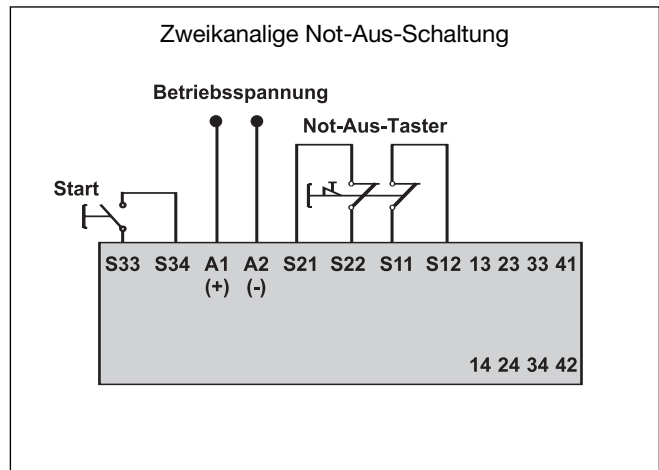 Zweikanalige Not-Aus-Schaltung
Betriebsspannung
Not-Aus-Taster
Start
S33 S34 A1 A2 S21 S22 S11 S12 13 23 33 41
(+) (-)
14 24 34 42